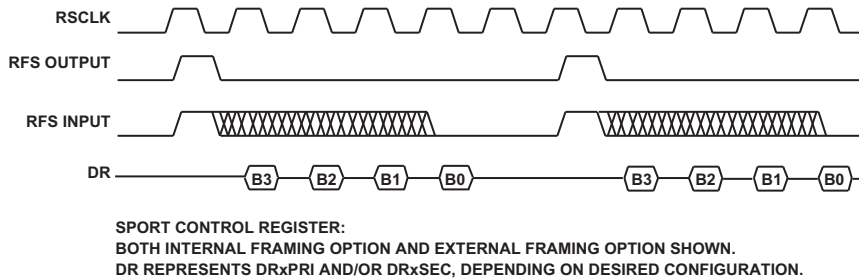 RSCLK
RFS OUTPUT
RFS INPUT
DR B3 B2 B1 B0 B3 B2 B1 B0
SPORT CONTROL REGISTER:
BOTH INTERNAL FRAMING OPTION AND EXTERNAL FRAMING OPTION SHOWN.
DR REPRESENTS DRxPRI AND/OR DRxSEC, DEPENDING ON DESIRED CONFIGURATION.